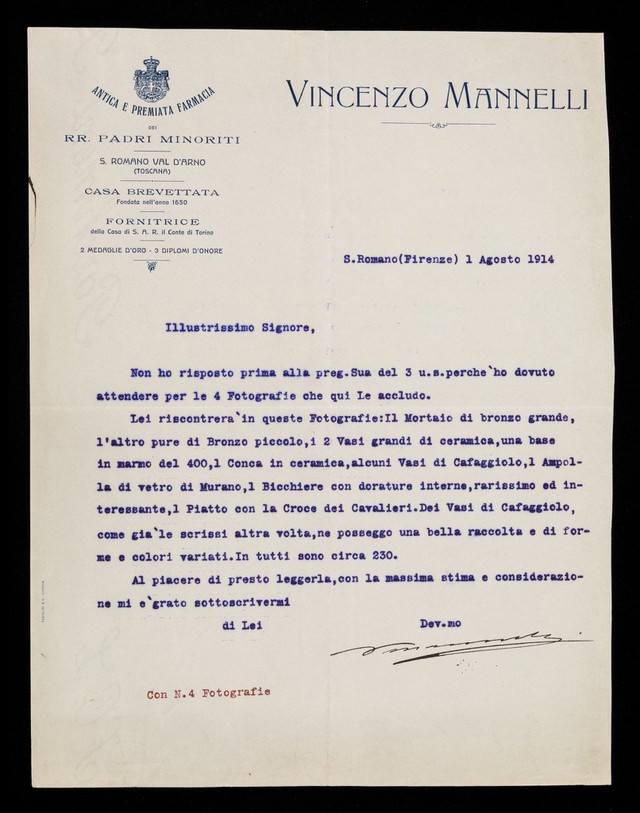 ANTICA E PREMIATA FARMACIA
DEI
RR. PADRI MINORITI
S. ROMANO VAL D'ARNO
(TOSCANA)
CASA BREVETTATA
Fondata nell'anno 1650
FORNITRICE
della Casa di S. A. R. il Conte di Torino
2 MEDAGLIE D'ORO - 3 DIPLOMI D'ONORE
VINCENZO MANNELLI
S.Romano(Firenze) 1 Agosto 1914
Illustrissimo Signore,
Non ho risposto prima alla preg.Sua del 3 u.s.perche`ho dovuto
attendere per le 4 Fotografie che qui Le accludo.
Lei riscontrera`in queste Fotografie:Il Mortaio di bronzo grande,
l'altro pure di Bronzo piccolo,i 2 Vasi grandi di ceramica,una base
in marmo del 400,1 Conca in ceramica,alcuni Vasi di Cafaggiolo,1 Ampol-
la di vetro di Murano,1 Bicchiere con dorature interne,rarissimo ed in-
teressante,1 Piatto con la Croce dei Cavalieri.Dei Vasi di Cafaggiolo,
come gia`le scrissi altra volta,ne posseggo una bella raccolta e di for-
me e colori variati.In tutti sono circa 230.
Al piacere di presto leggerla,con la massima stima e considerazio-
ne mi e`grato sottoscrivermi
di Lei Dev.mo
Con N.4 Fotografie